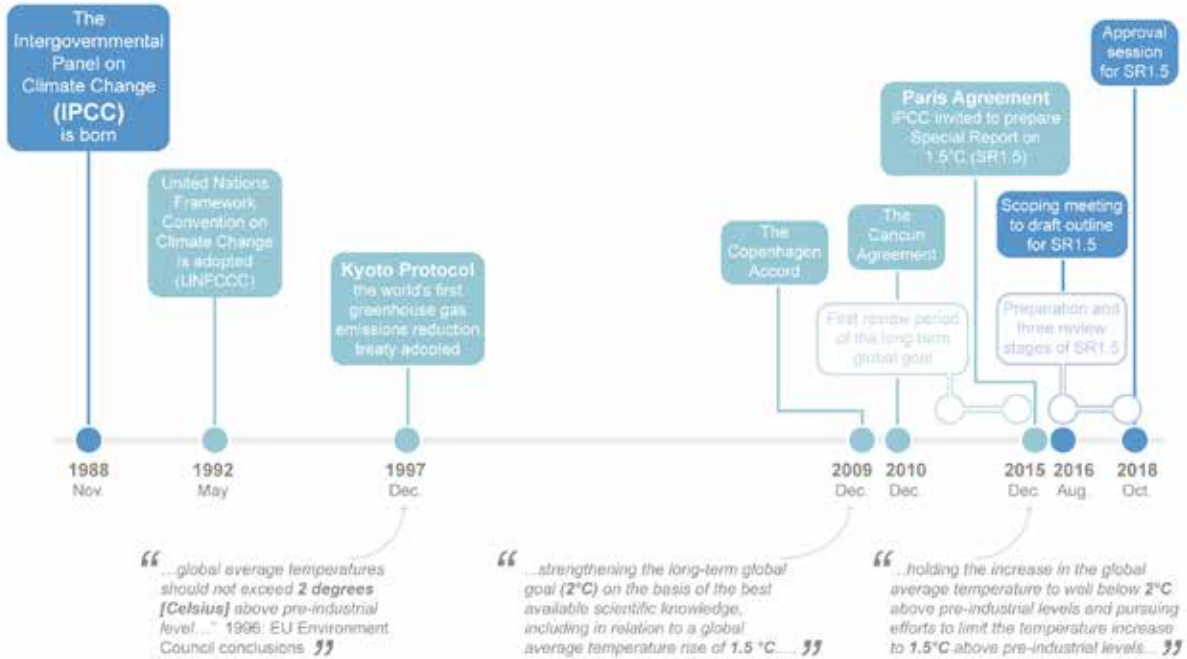 The
Intergovernmental
Panel on
Climate Change
(IPCC)
is born
United Nations
Framework
Convention on
Climate Change
is adopted
(UNFCCC)
Kyoto Protocol
the world's first
greenhouse gas
emissions reduction
treaty adopted
The
Copenhagen
Accord
The
Cancun
Agreement
First review period
of the long term
global goal
Paris Agreement
IPCC invited to prepare
Special Report on
1.5°C (SR1.5)
Scoping meeting
to draft outline
for SR1.5
Preparation and
three review
stages of SR1.5
Approval
session
for SR1.5
1988
Nov.
1992
May
1997
Dec.
2009
Dec.
2010
Dec.
2015
Dec.
2016
Aug.
2018
Oct.
“ ...global average temperatures
should not exceed 2 degrees
[Celsius] above pre-industrial
level...” 1996: EU Environment
Council conclusions ”
“ ...strengthening the long-term global
goal (2°C) on the basis of the best
available scientific knowledge,
including in relation to a global
average temperature rise of 1.5 °C.... ”
“ ...holding the increase in the global
average temperature to well below 2°C
above pre-industrial levels and pursuing
efforts to limit the temperature increase
to 1.5°C above pre-industrial levels... ”